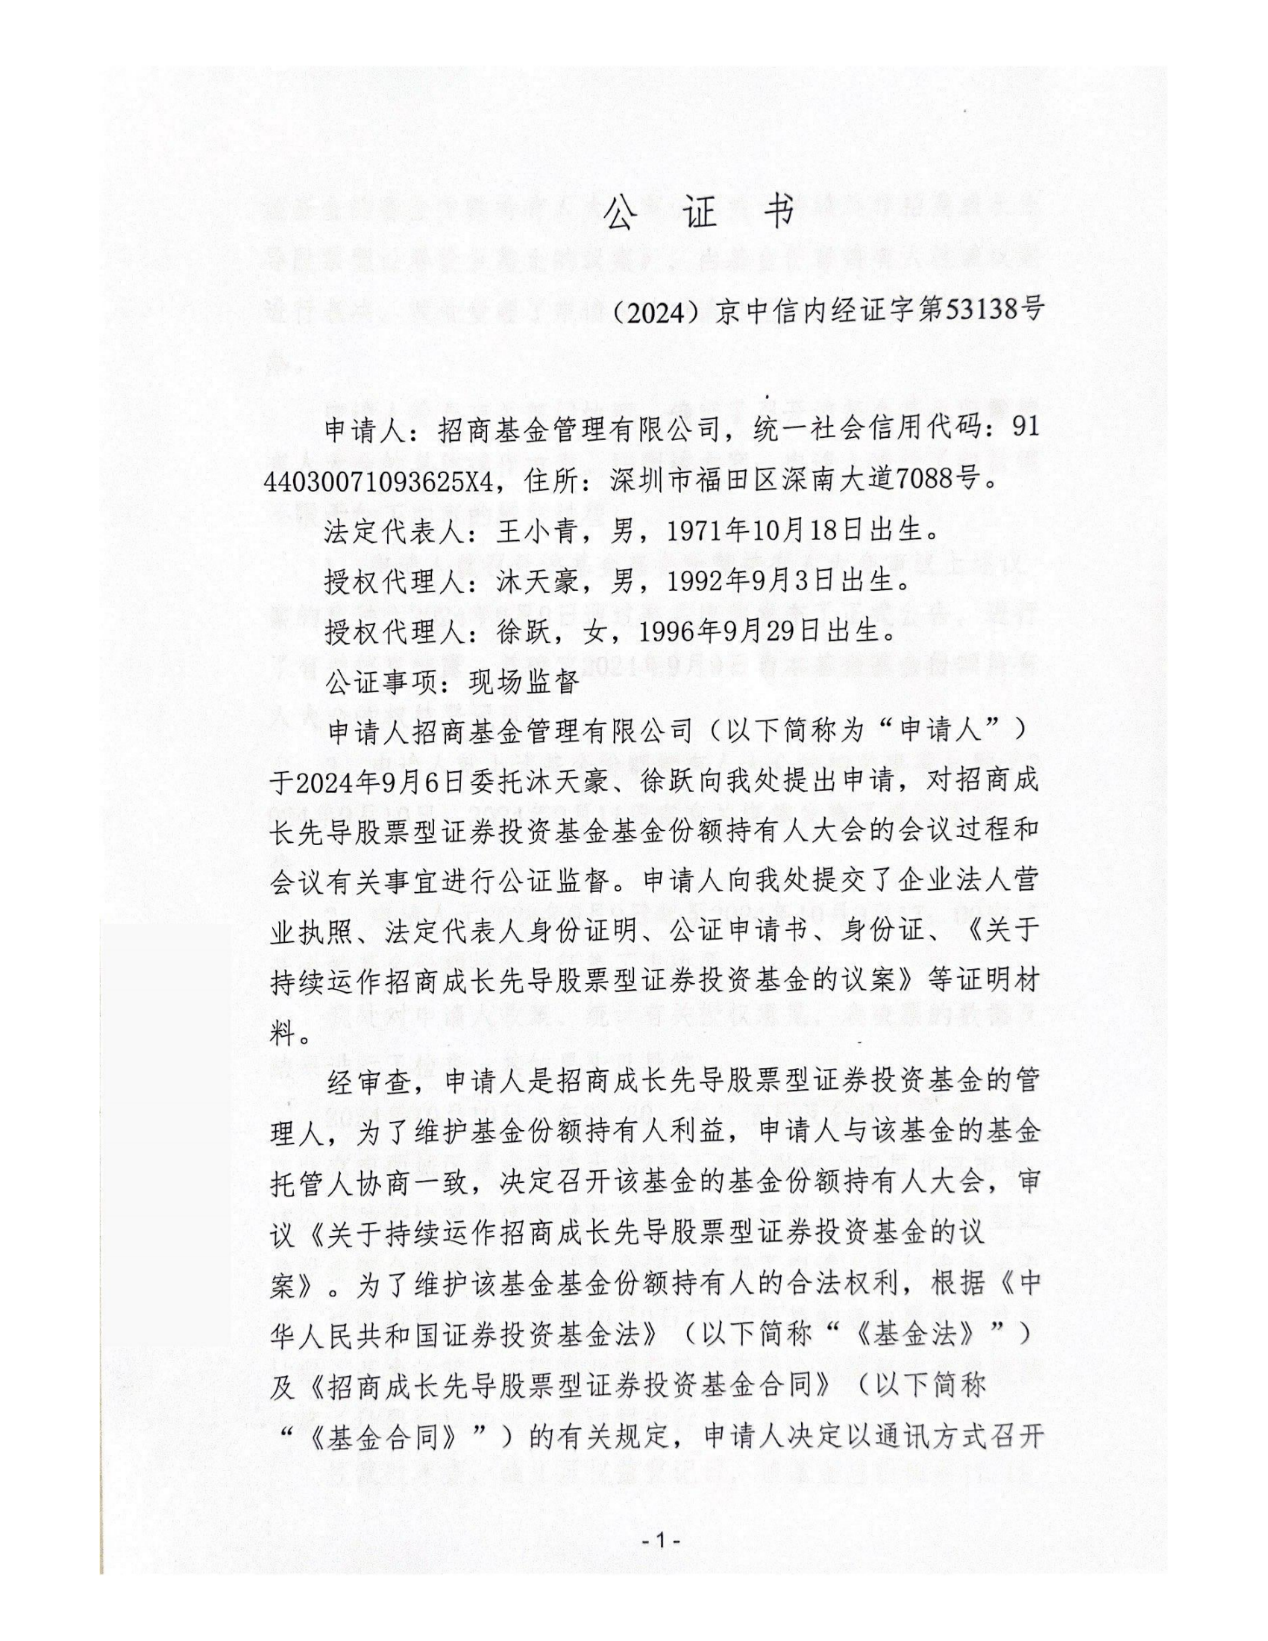 公 证 书
（2024）京中信内经证字第53138号
申请人：招商基金管理有限公司，统一社会信用代码：91
44030071093625X4，住所：深圳市福田区深南大道7088号。
法定代表人：王小青，男，1971年10月18日出生。
授权代理人：沐天豪，男，1992年9月3日出生。
授权代理人：徐跃，女，1996年9月29日出生。
公证事项：现场监督
申请人招商基金管理有限公司（以下简称为“申请人”）
于2024年9月6日委托沐天豪、徐跃向我处提出申请，对招商成
长先导股票型证券投资基金基金份额持有人大会的会议过程和
会议有关事宜进行公证监督。申请人向我处提交了企业法人营
业执照、法定代表人身份证明、公证申请书、身份证、《关于
持续运作招商成长先导股票型证券投资基金的议案》等证明材
料。
经审查，申请人是招商成长先导股票型证券投资基金的管
理人，为了维护基金份额持有人利益，申请人与该基金的基金
托管人协商一致，决定召开该基金的基金份额持有人大会，审
议《关于持续运作招商成长先导股票型证券投资基金的议
案》。为了维护该基金基金份额持有人的合法权利，根据《中
华人民共和国证券投资基金法》（以下简称“《基金法》”）
及《招商成长先导股票型证券投资基金合同》（以下简称
“《基金合同》”）的有关规定，申请人决定以通讯方式召开
- 1 -